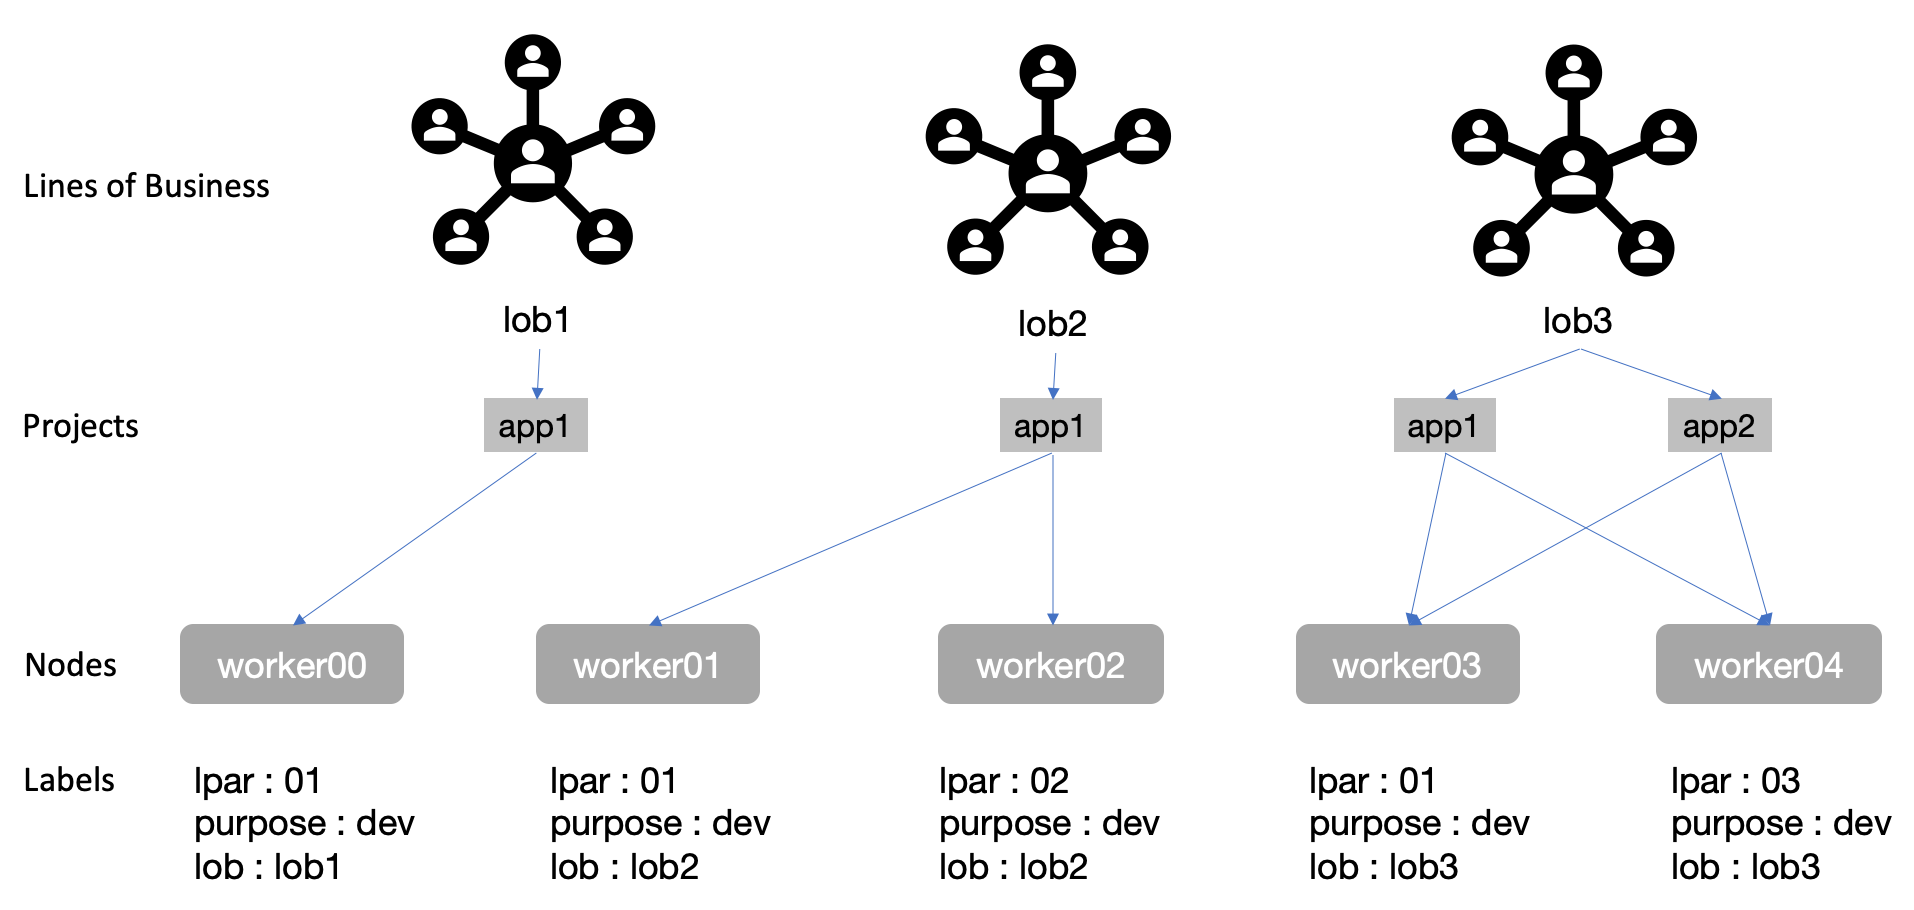 Lines of Business
lob1
lob2
lob3
Projects
app1
app1
app1
app2
Nodes
worker00
worker01
worker02
worker03
worker04
Labels
lpar : 01
purpose : dev
lob : lob1
lpar : 01
purpose : dev
lob : lob2
lpar : 02
purpose : dev
lob : lob2
lpar : 01
purpose : dev
lob : lob3
lpar : 03
purpose : dev
lob : lob3